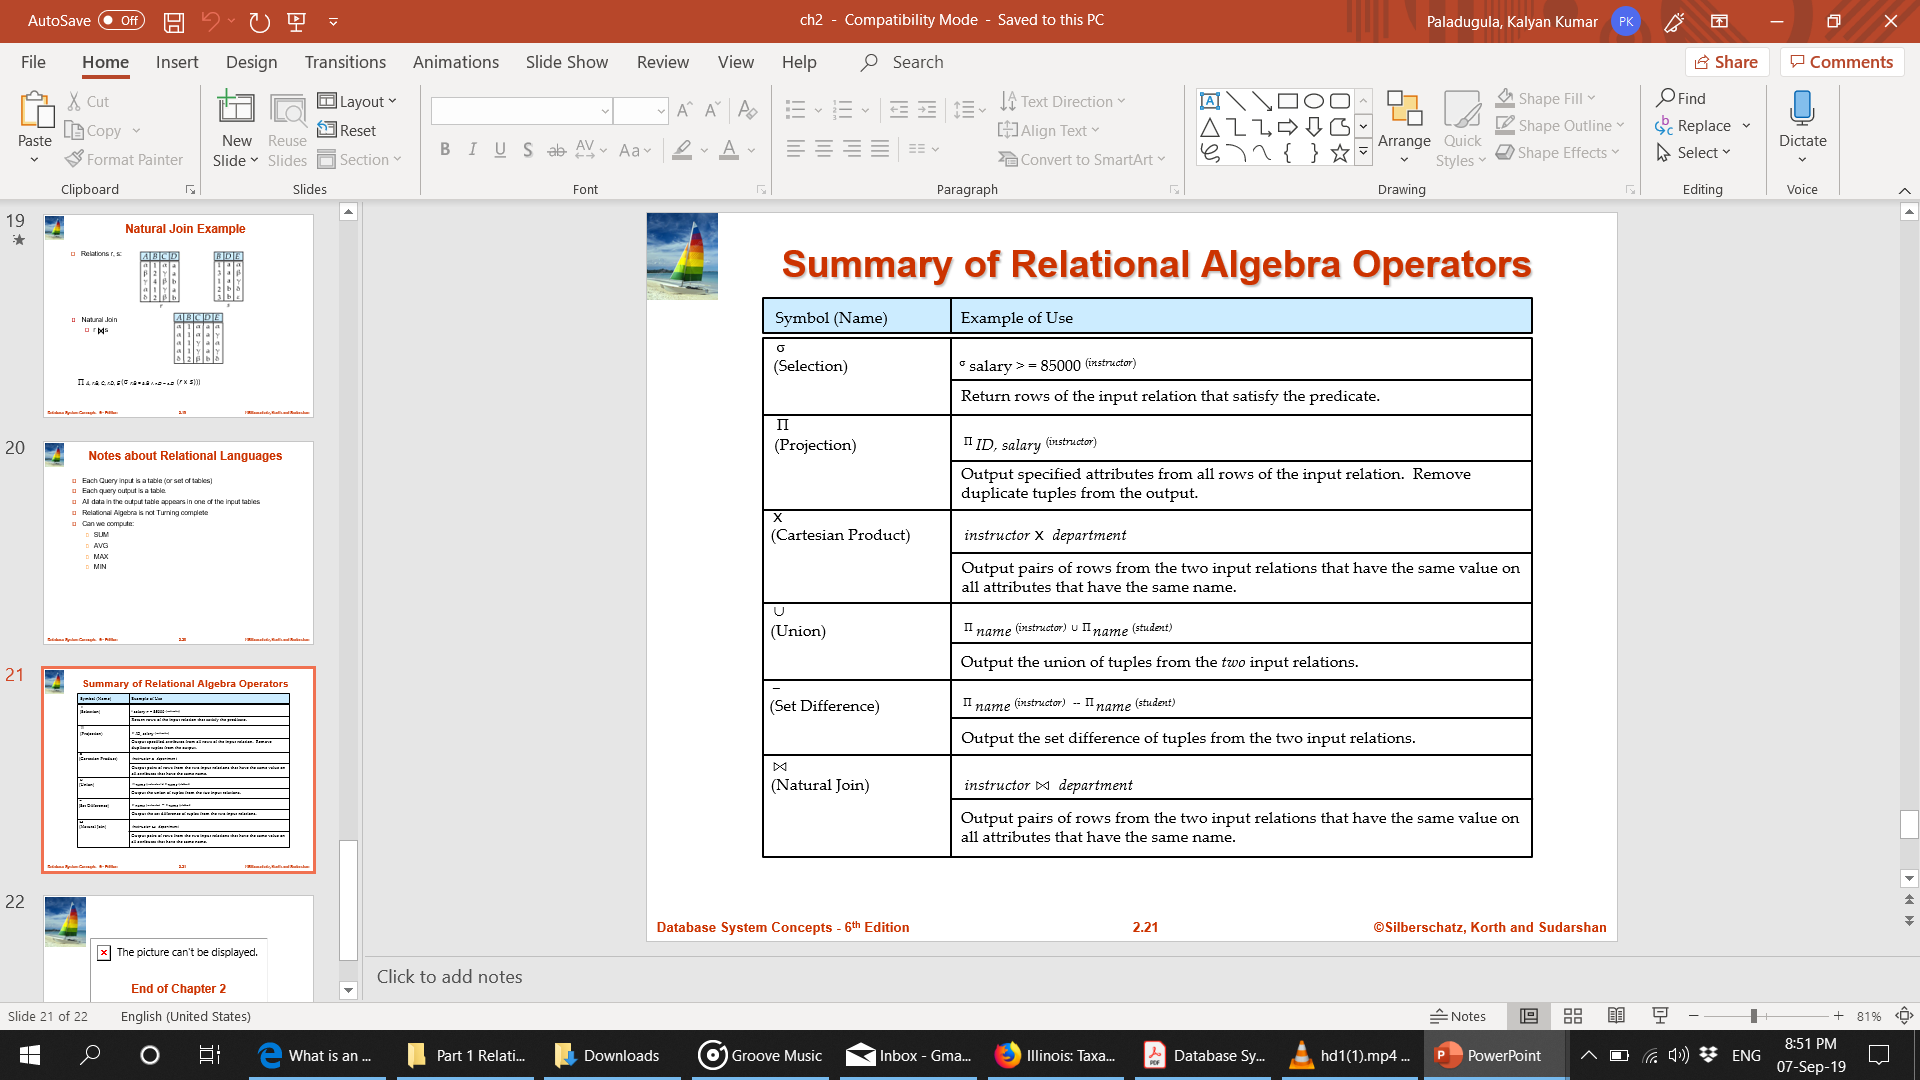 AutoSave Off
ch2 - Compatibility Mode - Saved to this PC
Paladugula, Kalyan Kumar PK
File Home Insert Design Transitions Animations Slide Show Review View Help Search
Share Comments
Paste
Cut
Copy
Format Painter
Clipboard
New
Slide
Reuse
Slides
Layout
Reset
Section
Slides
B I U S ab AV Aa A
Font
Text Direction
Align Text
Convert to SmartArt
Paragraph
Arrange
Quick
Styles
Shape Fill
Shape Outline
Shape Effects
Drawing
Find
Replace
Select
Editing
Dictate
Voice
19
Natural Join Example
Relations r, s:
Natural Join
r ⋈ s
20
Notes about Relational Languages
Each Query input is a table (or set of tables)
Each query output is a table.
All data in the output table appears in one of the input tables
Relational Algebra is not Turning complete
Can we compute:
SUM
AVG
MAX
MIN
21
Summary of Relational Algebra Operators
22
The picture can't be displayed.
End of Chapter 2
Summary of Relational Algebra Operators
Symbol (Name) Example of Use
σ
(Selection)
σ salary > = 85000 (instructor)
Return rows of the input relation that satisfy the predicate.
Π
(Projection)
Π ID, salary (instructor)
Output specified attributes from all rows of the input relation. Remove
duplicate tuples from the output.
x
(Cartesian Product)
instructor x department
Output pairs of rows from the two input relations that have the same value on
all attributes that have the same name.
∪
(Union)
Π name (instructor) ∪ Π name (student)
Output the union of tuples from the two input relations.
−
(Set Difference)
Π name (instructor) -- Π name (student)
Output the set difference of tuples from the two input relations.
⋈
(Natural Join)
instructor ⋈ department
Output pairs of rows from the two input relations that have the same value on
all attributes that have the same name.
Database System Concepts - 6th Edition 2.21 ©Silberschatz, Korth and Sudarshan
Click to add notes
Slide 21 of 22 English (United States) Notes 81%
What is an ... Part 1 Relati... Downloads Groove Music Inbox - Gma... Illinois: Taxa... Database Sy... hd1(1).mp4 ... PowerPoint ENG
8:51 PM
07-Sep-19